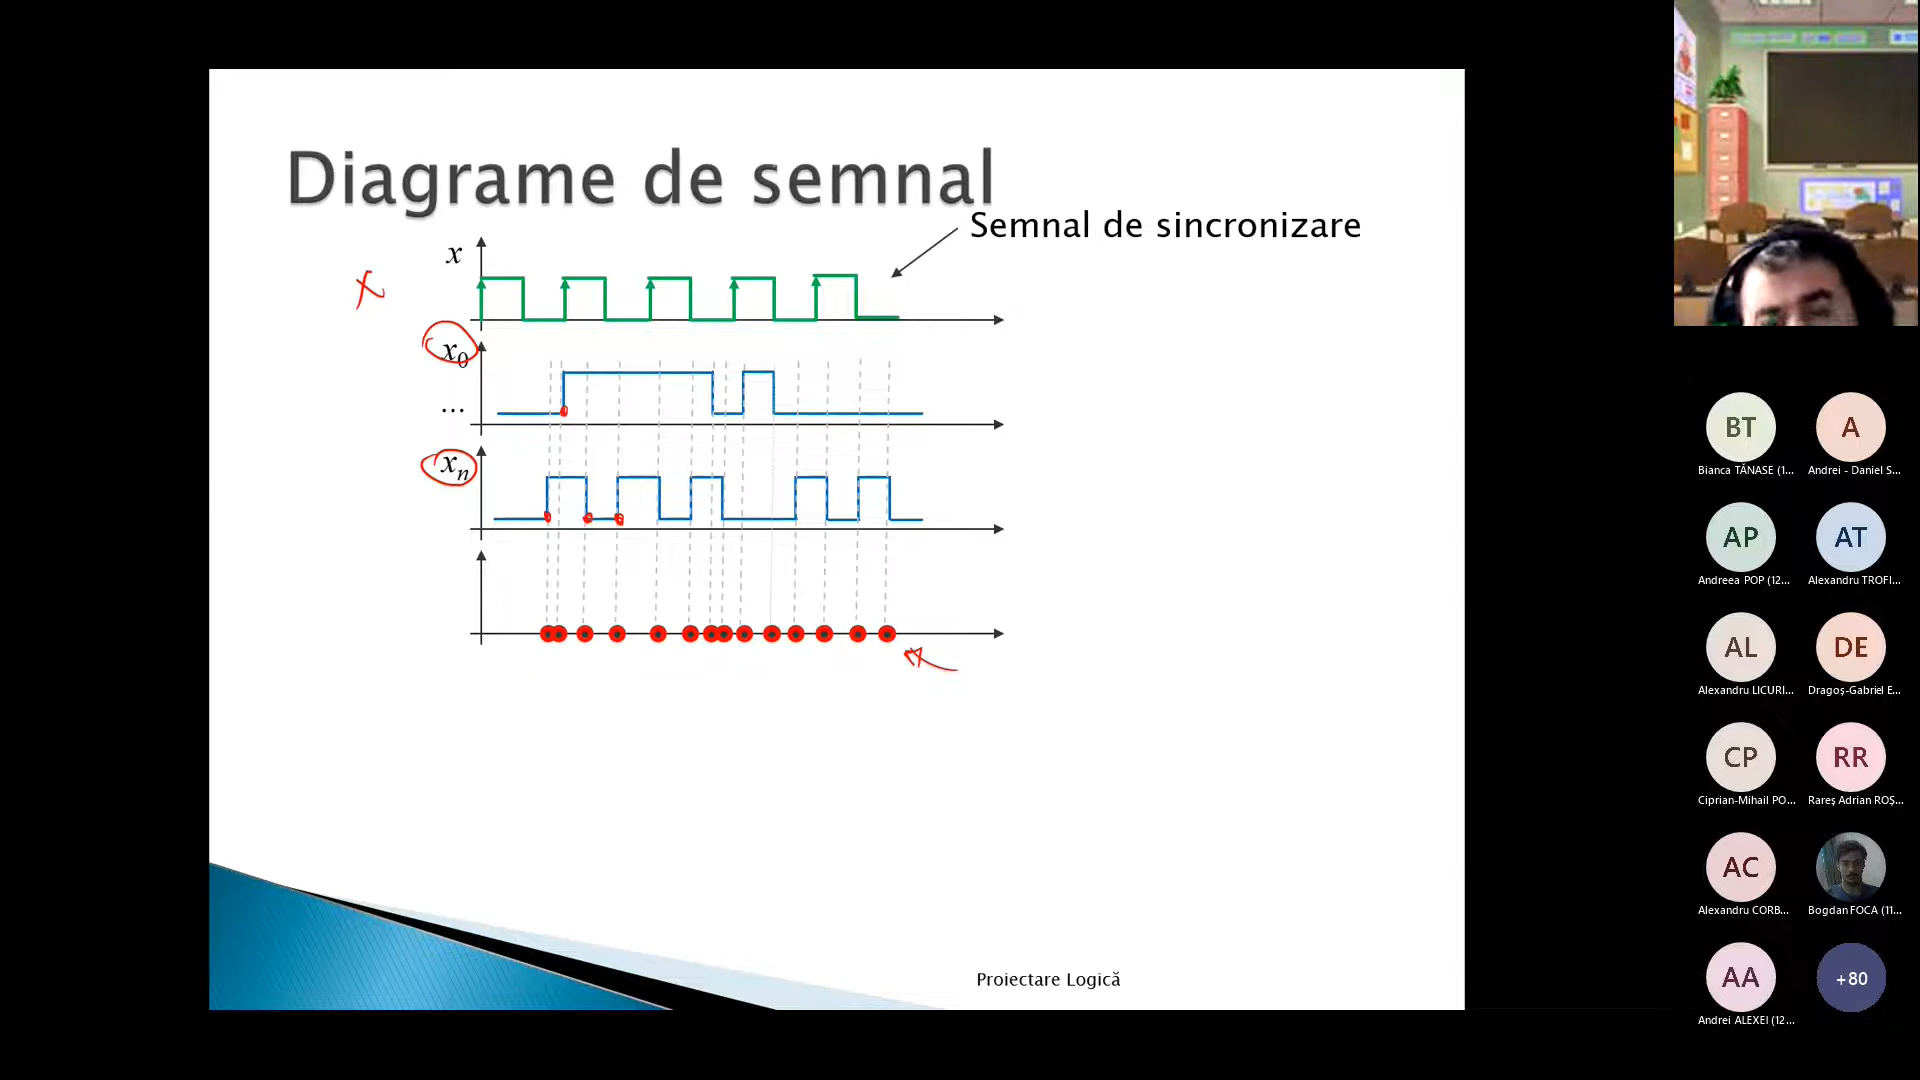 Diagrame de semnal
Semnal de sincronizare
x
x
x0
...
xn
Proiectare Logică
BT
Bianca TĂNASE (1...
A
Andrei - Daniel S...
AP
Andreea POP (12...
AT
Alexandru TROFI...
AL
Alexandru LICURI...
DE
Dragoș-Gabriel E...
CP
Ciprian-Mihail PO...
RR
Rareș Adrian ROȘ...
AC
Alexandru CORB...
Bogdan FOCA (11...
AA
Andrei ALEXEI (12...
+80